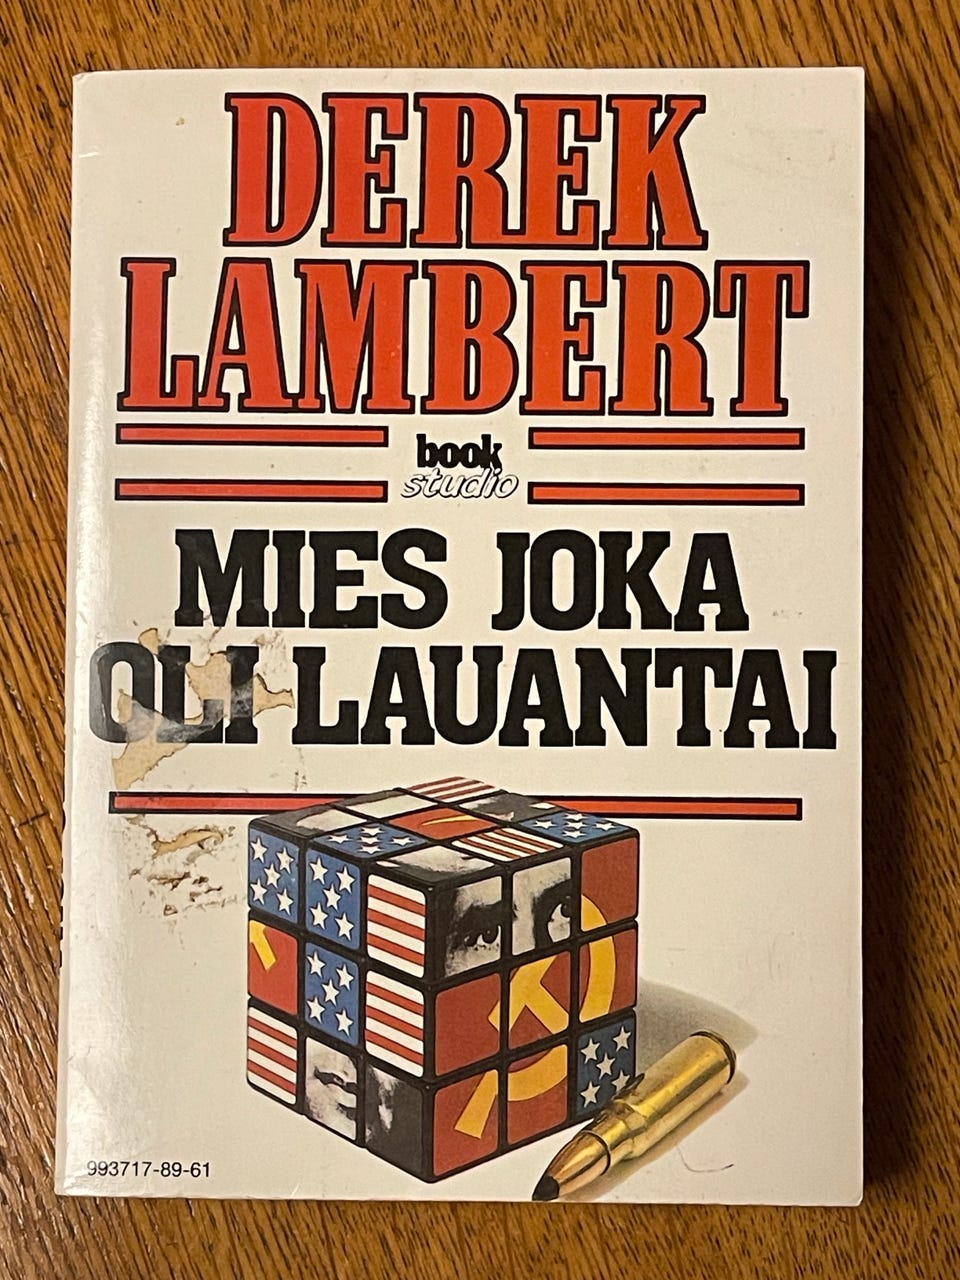 DEREK
LAMBERT
book
studio
MIES JOKA
OLI LAUANTAI
993717-89-61